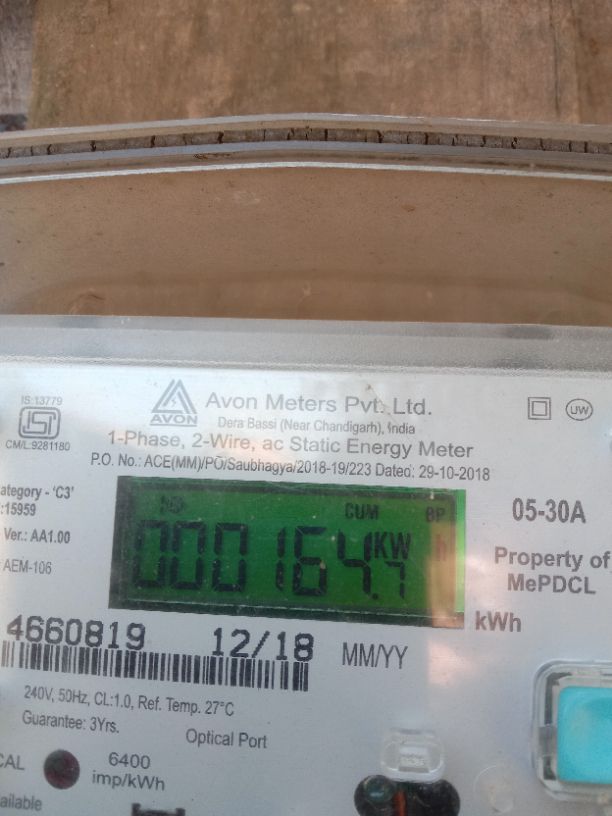 IS:13779
CM/L.9281180
AVON
Avon Meters Pvt. Ltd.
Dera Bassi (Near Chandigarh), India
1-Phase, 2-Wire, ac Static Energy Meter
P.O. No.: ACE(MM)/PO/Saubhagya/2018-19/223 Dated: 29-10-2018
UW
ategory - 'C3'
:15959
Ver.: AA1.00
AEM-106
CUM BP
000164.7 KWh
05-30A
Property of
MePDCL
kWh
4660819 12/18 MM/YY
240V, 50Hz, CL:1.0, Ref. Temp. 27°C
Guarantee: 3Yrs.
Optical Port
CAL
6400
imp/kWh
ailable